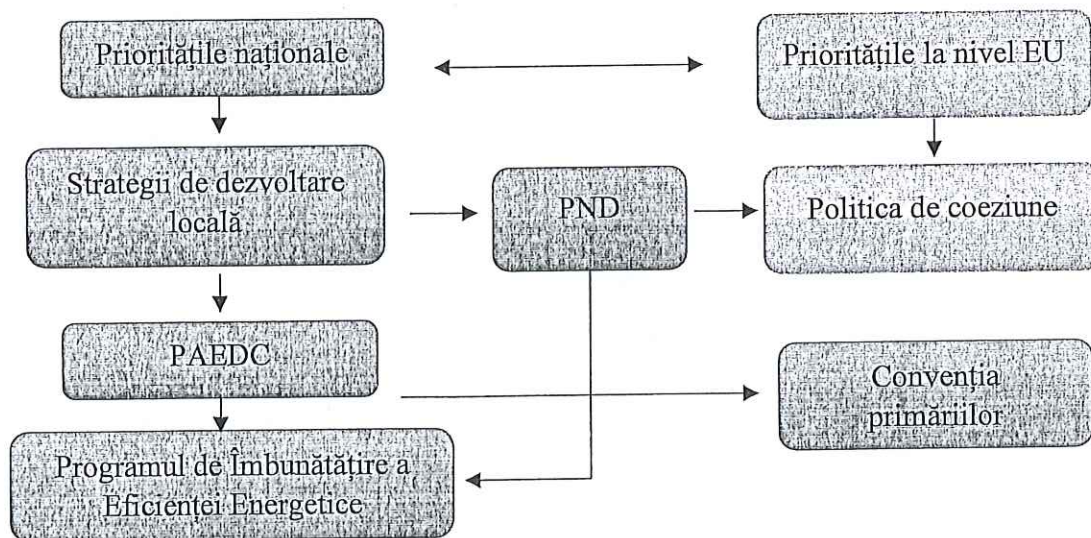 Prioritățile naționale
Prioritățile la nivel EU
Strategii de dezvoltare
locală
PND
Politica de coeziune
PAEDC
Convenția
primăriilor
Programul de Îmbunătățire a
Eficienței Energetice